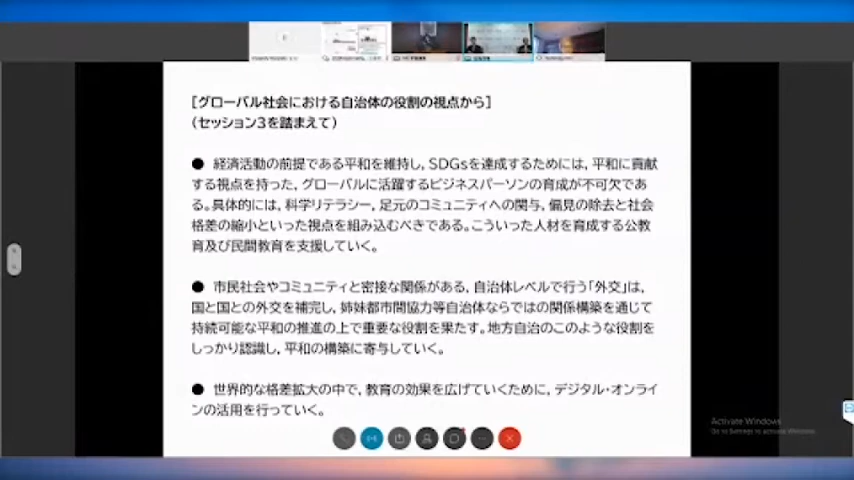 [グローバル社会における自治体の役割の視点から]
(セッション3を踏まえて)
● 経済活動の前提である平和を維持し, SDGsを達成するためには, 平和に貢献
する視点を持った, グローバルに活躍するビジネスパーソンの育成が不可欠であ
る。具体的には, 科学リテラシー, 足元のコミュニティへの関与, 偏見の除去と社会
格差の縮小といった視点を組み込むべきである。こういった人材を育成する公教
育及び民間教育を支援していく。
● 市民社会やコミュニティと密接な関係がある, 自治体レベルで行う「外交」は,
国と国との外交を補完し, 姉妹都市間協力等自治体ならではの関係構築を通じて
持続可能な平和の推進の上で重要な役割を果たす。地方自治のこのような役割を
しっかり認識し, 平和の構築に寄与していく。
● 世界的な格差拡大の中で, 教育の効果を広げていくために, デジタル・オンライ
ンの活用を行っていく。
Activate Windows
Go to Settings to activate Windows.